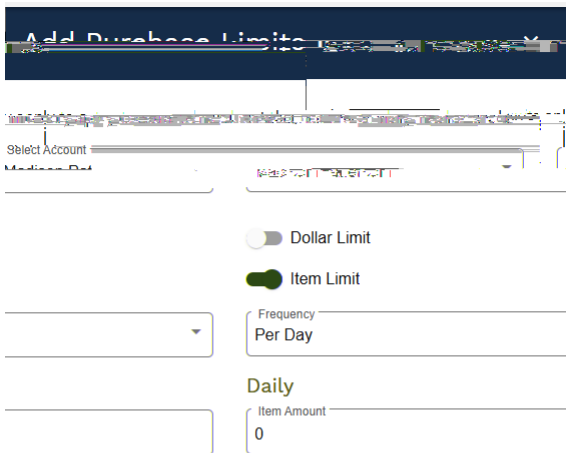 Add Purchase Limits
Select Account
Dollar Limit
Item Limit
Frequency
Per Day
Daily
Item Amount
0